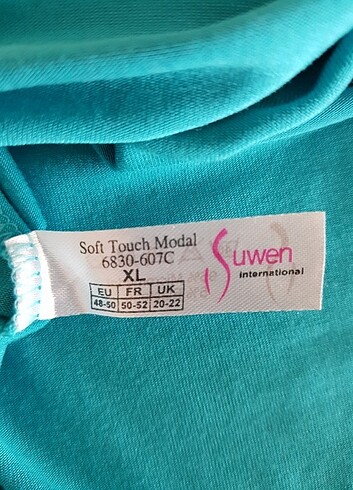 Soft Touch Modal
6830-607C
XL
EU FR UK
48-50 50-52 20-22
Suwen
international